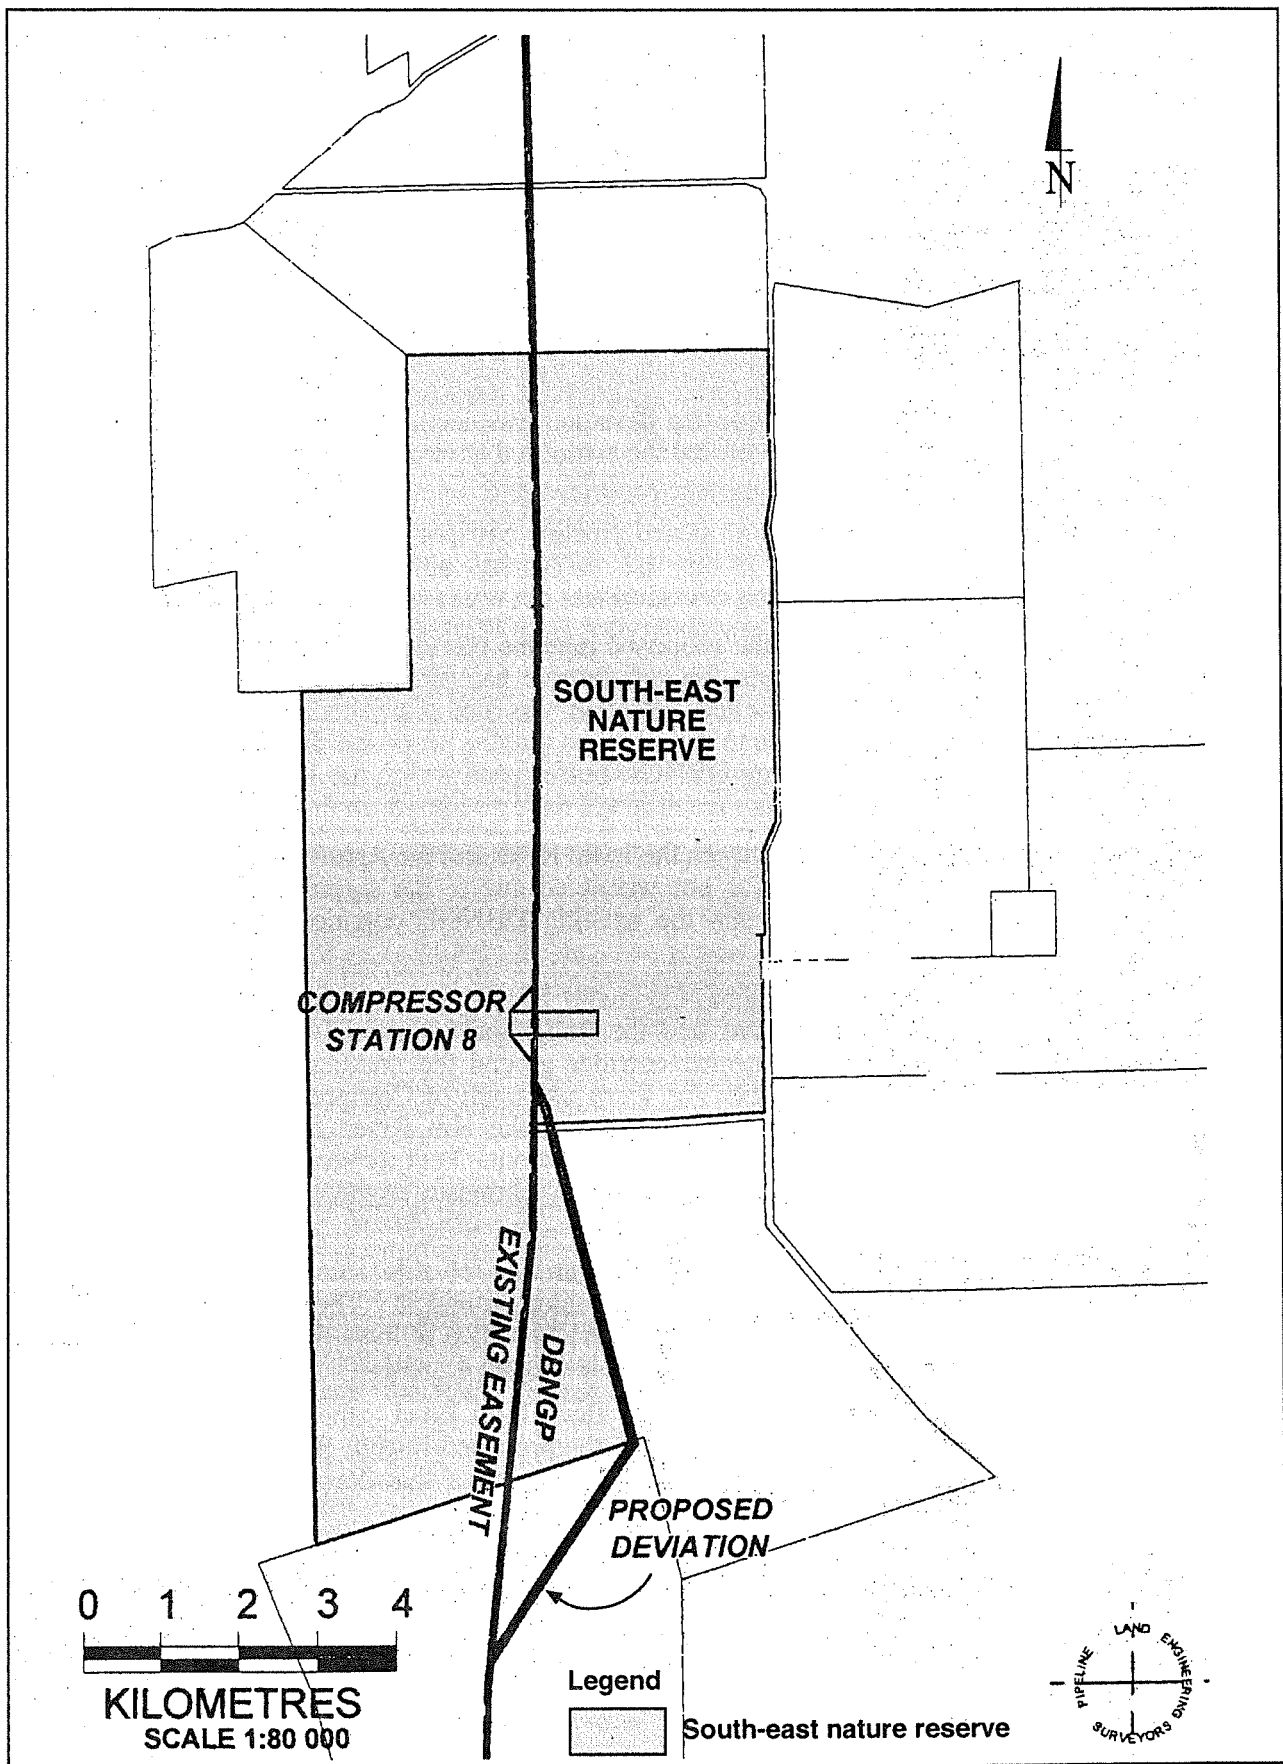 N
SOUTH-EAST
NATURE
RESERVE
COMPRESSOR
STATION 8
EXISTING EASEMENT
DBNGP
PROPOSED
DEVIATION
0 1 2 3 4
KILOMETRES
SCALE 1:80 000
Legend
South-east nature reserve
PIPELINE LAND ENGINEERING
SURVEYORS